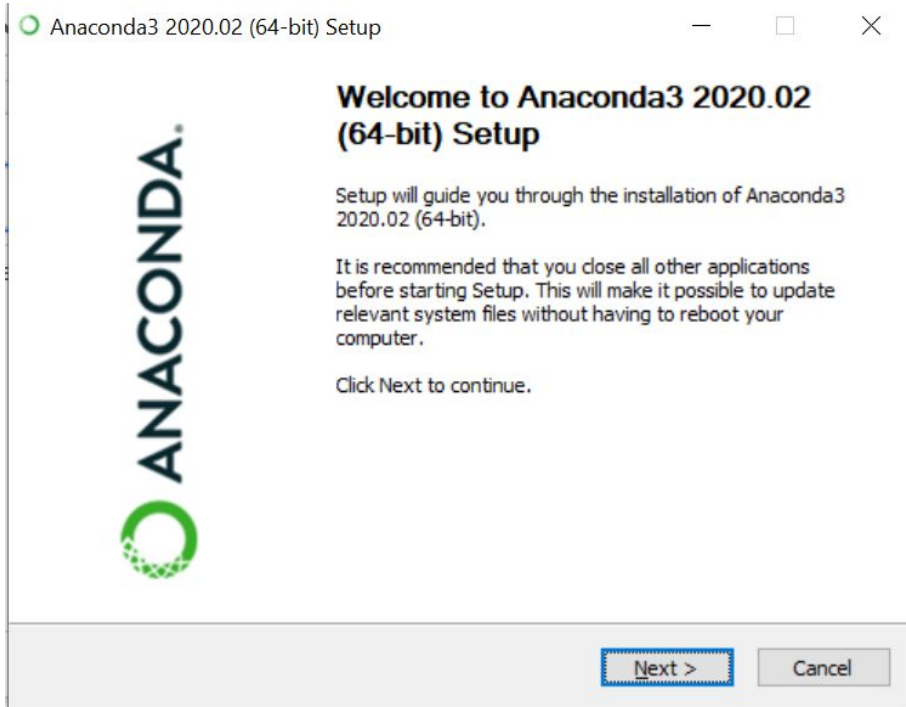 Anaconda3 2020.02 (64-bit) Setup
Welcome to Anaconda3 2020.02
(64-bit) Setup
ANACONDA.
Setup will guide you through the installation of Anaconda3
2020.02 (64-bit).
It is recommended that you close all other applications
before starting Setup. This will make it possible to update
relevant system files without having to reboot your
computer.
Click Next to continue.
Next >
Cancel